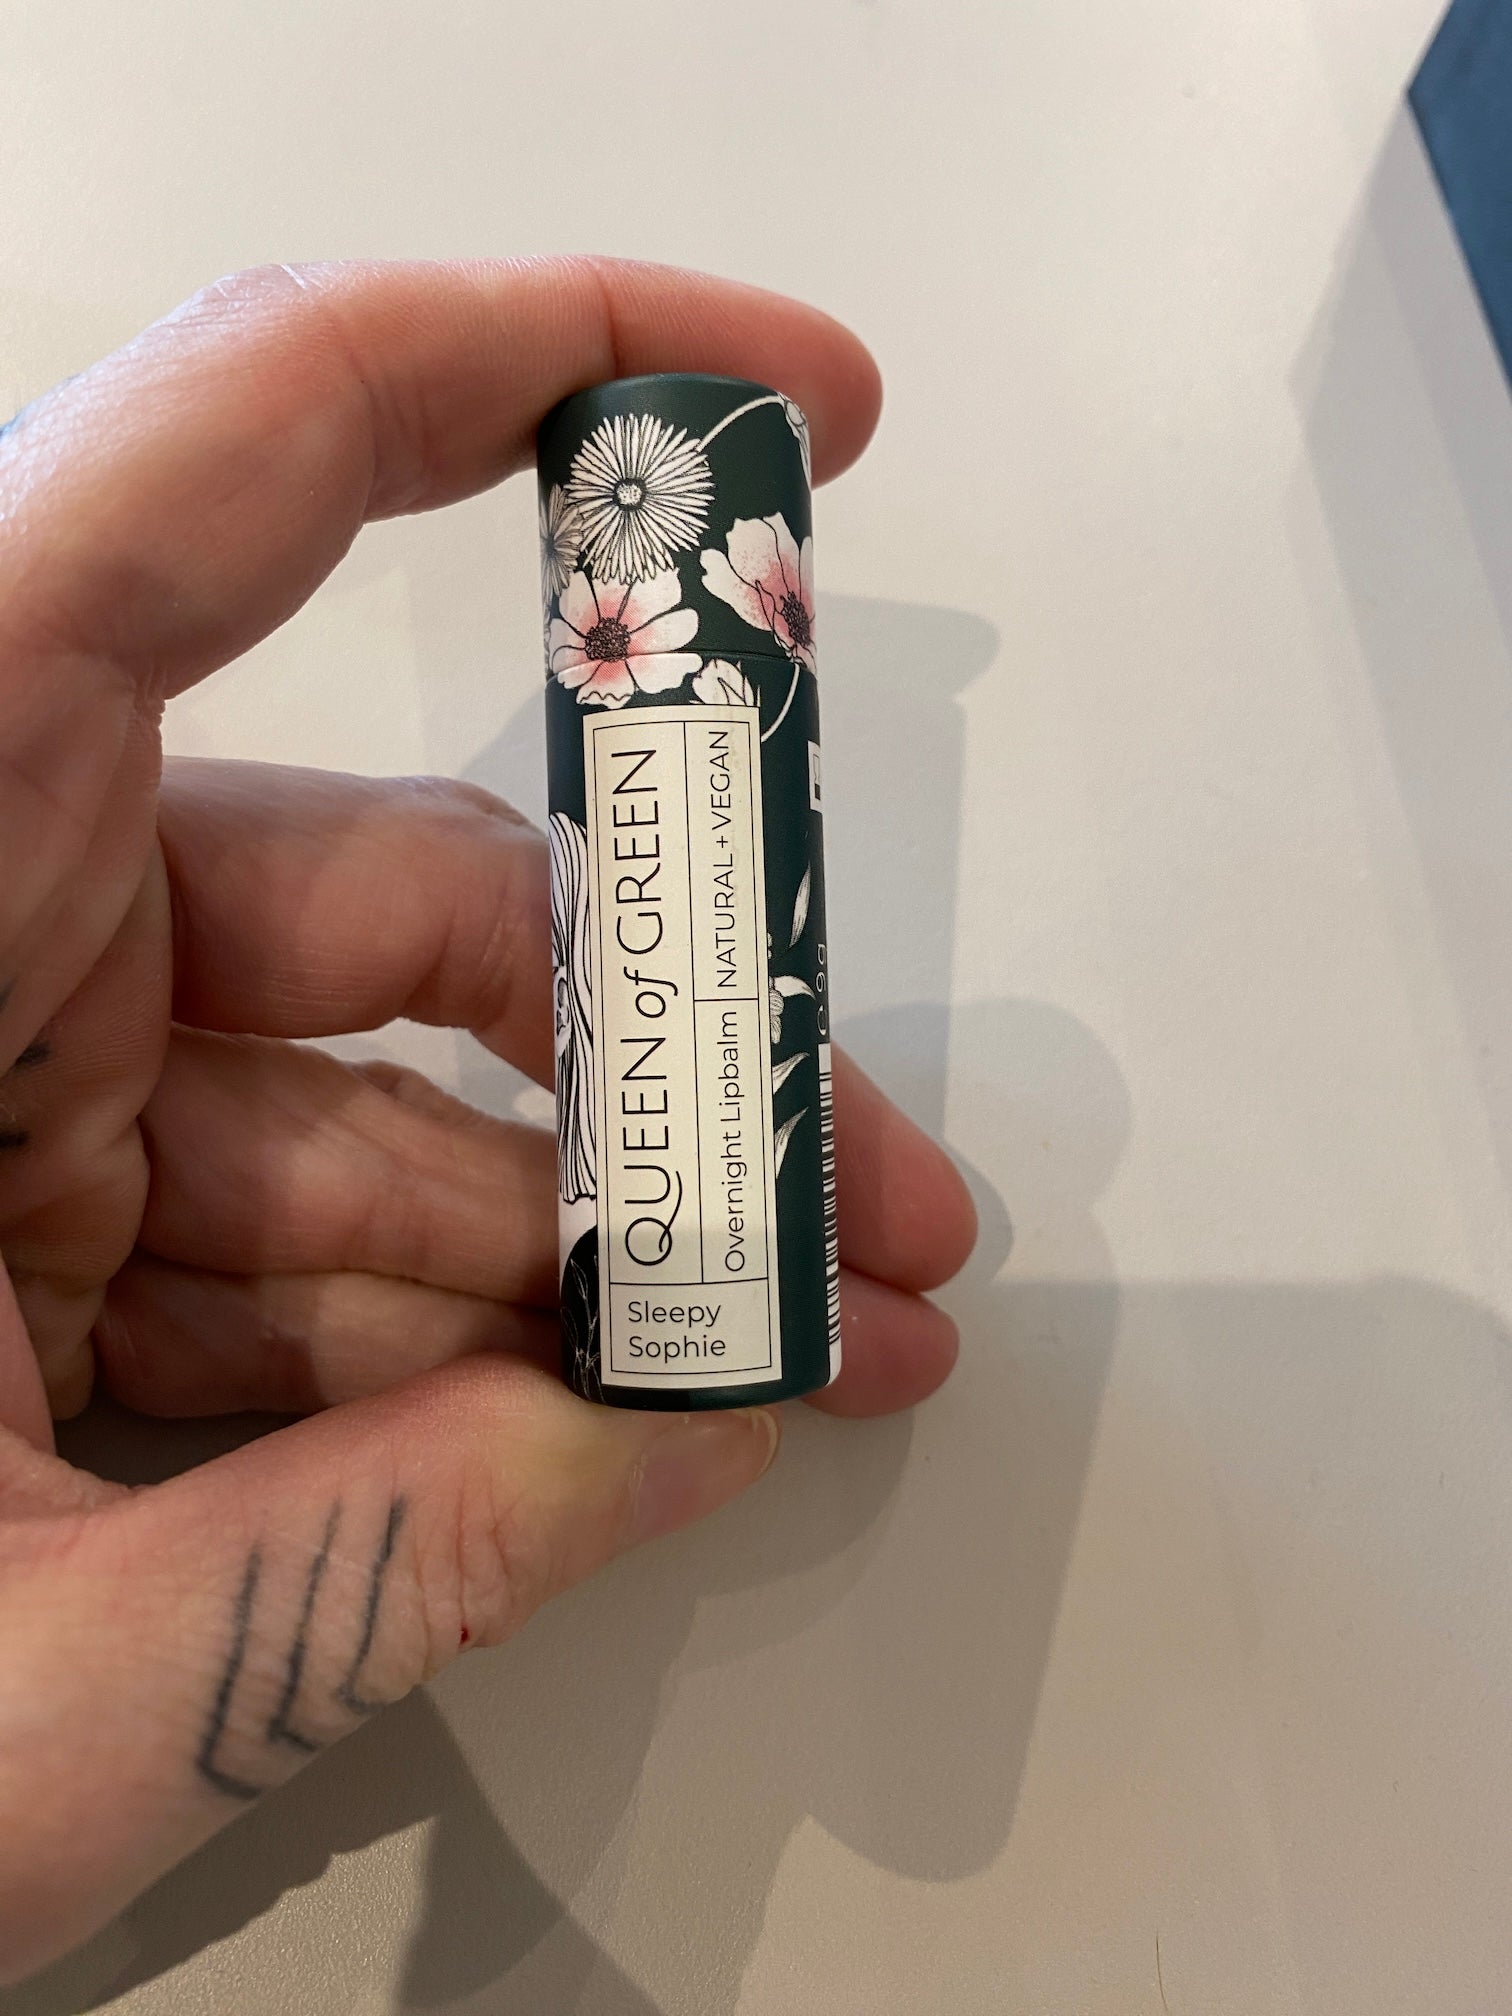 QUEEN of GREEN
Overnight Lipbalm
NATURAL + VEGAN
Sleepy
Sophie